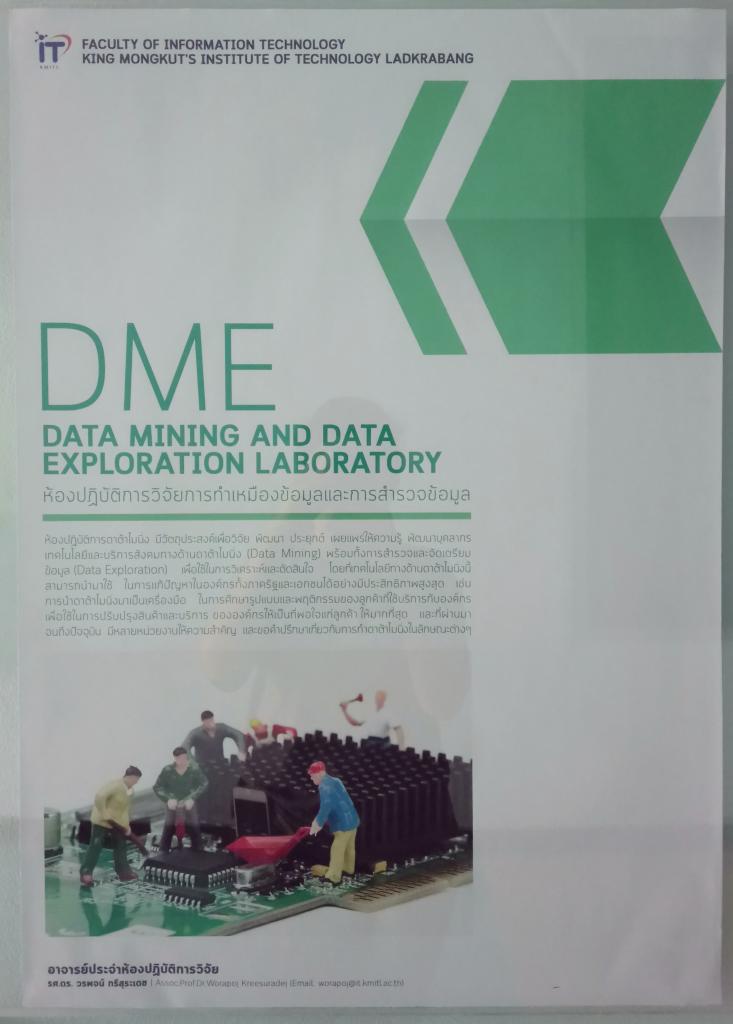 IT
KMITL
FACULTY OF INFORMATION TECHNOLOGY
KING MONGKUT'S INSTITUTE OF TECHNOLOGY LADKRABANG
DME
DATA MINING AND DATA
EXPLORATION LABORATORY
ห้องปฏิบัติการวิจัยการทำเหมืองข้อมูลและการสำรวจข้อมูล
ห้องปฏิบัติการดาต้าไมนิง มีวัตถุประสงค์เพื่อวิจัย พัฒนา ประยุกต์ เผยแพร่ให้ความรู้ พัฒนาบุคลากร
เทคโนโลยีและบริการสังคมทางด้านดาต้าไมนิง (Data Mining) พร้อมทั้งการสำรวจและจัดเตรียม
ข้อมูล (Data Exploration) เพื่อใช้ในการวิเคราะห์และตัดสินใจ โดยที่เทคโนโลยีทางด้านดาต้าไมนิงนี้
สามารถนำมาใช้ ในการแก้ปัญหาในองค์กรทั้งภาครัฐและเอกชนได้อย่างมีประสิทธิภาพสูงสุด เช่น
การนำดาต้าไมนิงมาเป็นเครื่องมือ ในการศึกษารูปแบบและพฤติกรรมของลูกค้าที่ใช้บริการกับองค์กร
เพื่อใช้ในการปรับปรุงสินค้าและบริการ ขององค์กรให้เป็นที่พอใจแก่ลูกค้า ให้มากที่สุด และที่ผ่านมา
จนถึงปัจจุบัน มีหลายหน่วยงานให้ความสำคัญ และขอคำปรึกษาเกี่ยวกับการทำดาต้าไมนิงในลักษณะต่างๆ
อาจารย์ประจำห้องปฏิบัติการวิจัย
รศ.ดร. วรพจน์ กรีสุระเดช | Assoc.Prof.Dr.Worapoj Kreesuradej (Email: worapoj@it.kmitl.ac.th)